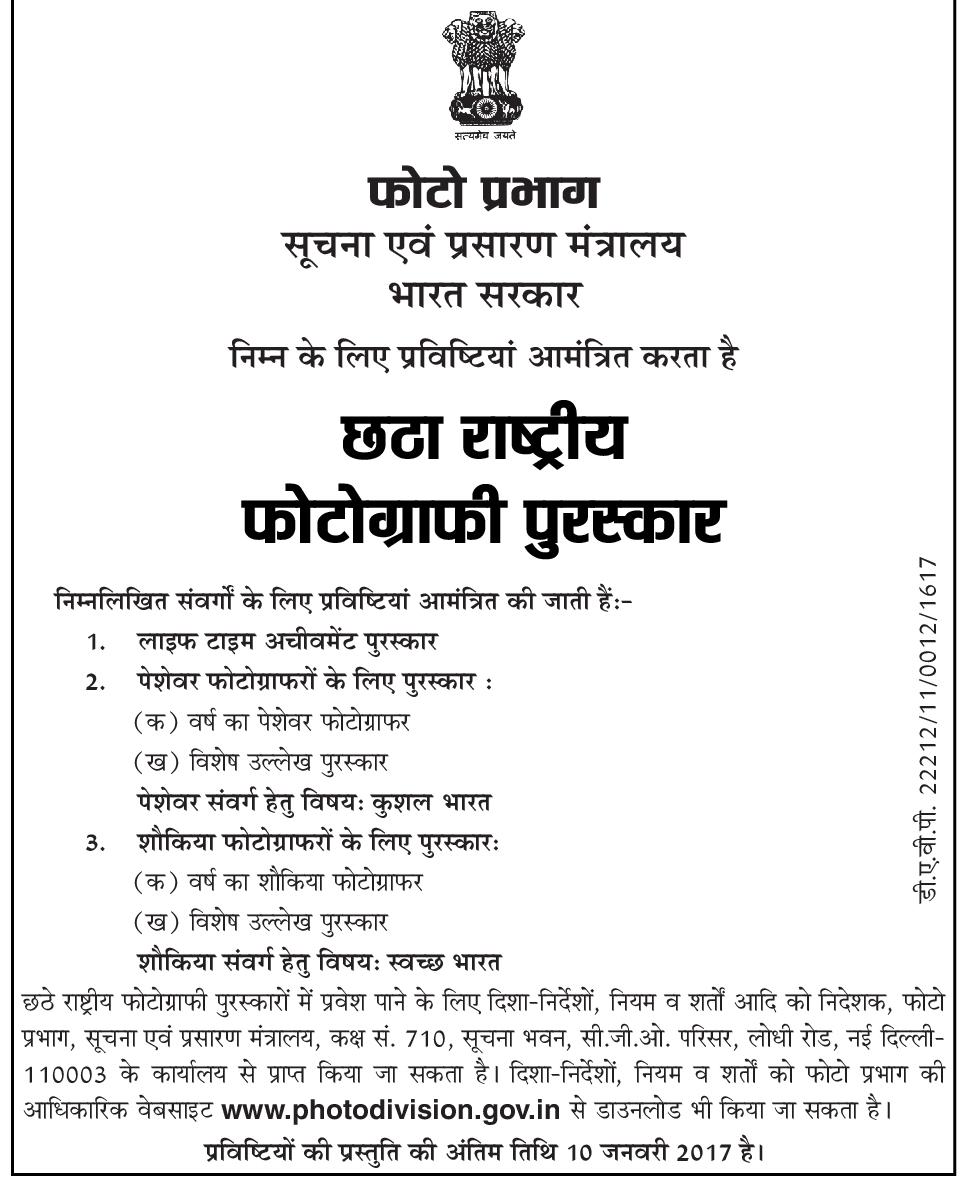 सत्यमेव जयते
फोटो प्रभाग
सूचना एवं प्रसारण मंत्रालय
भारत सरकार
निम्न के लिए प्रविष्टियां आमंत्रित करता है
छठा राष्ट्रीय
फोटोग्राफी पुरस्कार
निम्नलिखित संवर्गों के लिए प्रविष्टियां आमंत्रित की जाती हैंः-
1. लाइफ टाइम अचीवमेंट पुरस्कार
2. पेशेवर फोटोग्राफरों के लिए पुरस्कार :
(क) वर्ष का पेशेवर फोटोग्राफर
(ख) विशेष उल्लेख पुरस्कार
पेशेवर संवर्ग हेतु विषयः कुशल भारत
3. शौकिया फोटोग्राफरों के लिए पुरस्कारः
(क) वर्ष का शौकिया फोटोग्राफर
(ख) विशेष उल्लेख पुरस्कार
शौकिया संवर्ग हेतु विषयः स्वच्छ भारत
छठे राष्ट्रीय फोटोग्राफी पुरस्कारों में प्रवेश पाने के लिए दिशा-निर्देशों, नियम व शर्तों आदि को निदेशक, फोटो
प्रभाग, सूचना एवं प्रसारण मंत्रालय, कक्ष सं. 710, सूचना भवन, सी.जी.ओ. परिसर, लोधी रोड, नई दिल्ली-
110003 के कार्यालय से प्राप्त किया जा सकता है। दिशा-निर्देशों, नियम व शर्तों को फोटो प्रभाग की
आधिकारिक वेबसाइट www.photodivision.gov.in से डाउनलोड भी किया जा सकता है।
प्रविष्टियों की प्रस्तुति की अंतिम तिथि 10 जनवरी 2017 है।
डी.ए.वी.पी. 22212/11/0012/1617